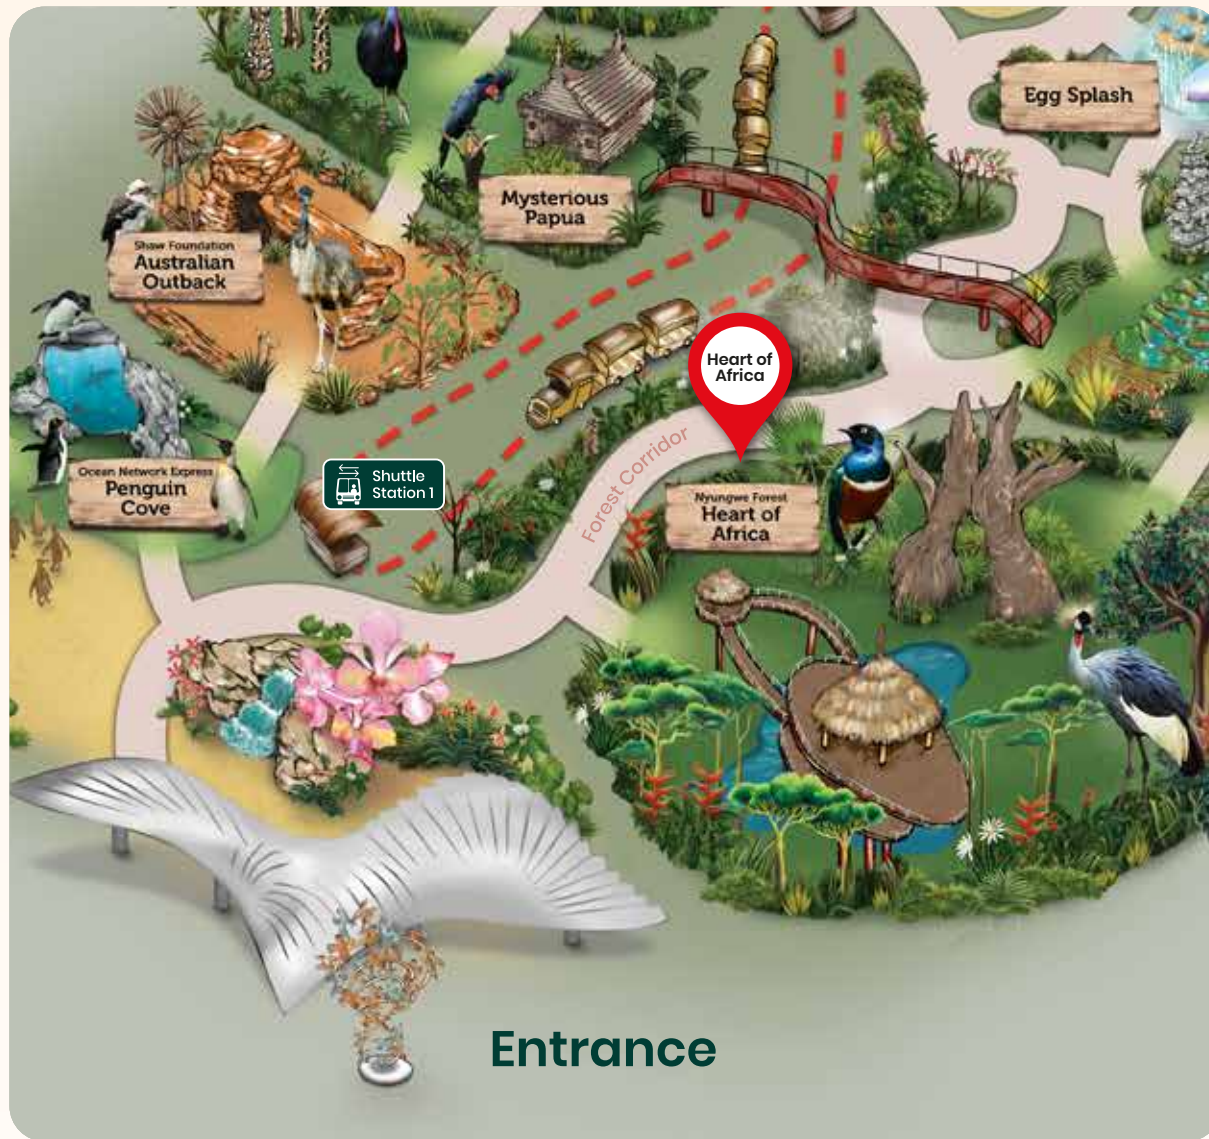 Egg Splash
Mysterious
Papua
Shaw Foundation
Australian
Outback
Heart of
Africa
Forest Corridor
Ocean Network Express
Penguin
Cove
Shuttle
Station 1
Nyungwe Forest
Heart of
Africa
Entrance